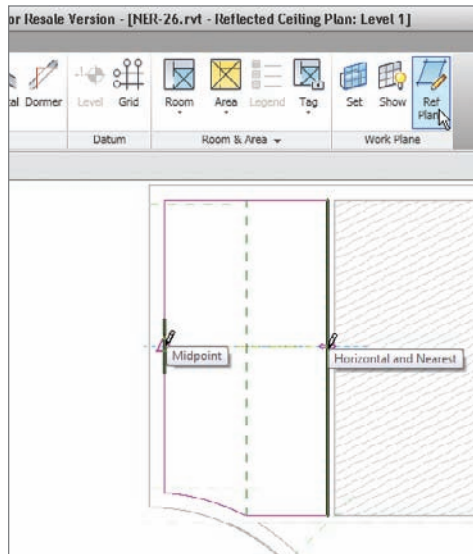 or Resale Version - [NER-26.rvt - Reflected Ceiling Plan: Level 1]
al Dormer Level Grid Room Area Legend Tag Set Show Ref
Plane
Datum Room & Area Work Plane
Midpoint
Horizontal and Nearest